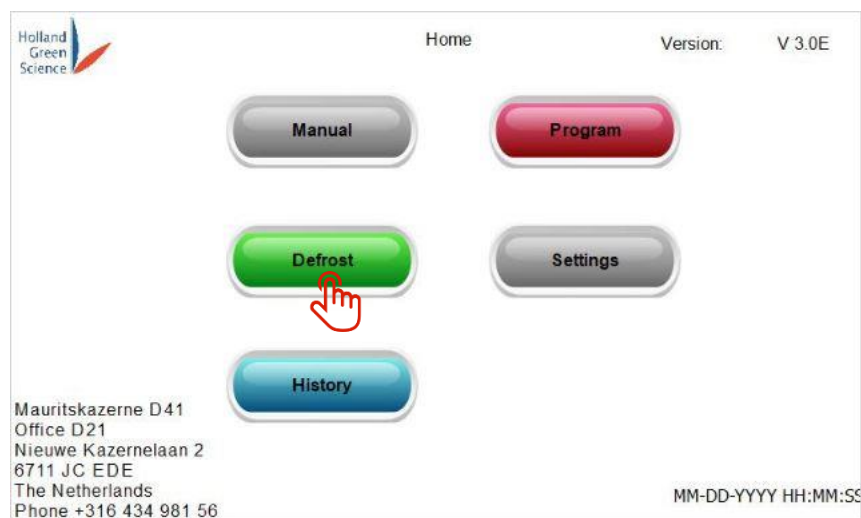 Holland
Green
Science
Home
Version: V 3.0E
Manual
Program
Defrost
Settings
History
Mauritskazerne D41
Office D21
Nieuwe Kazernelaan 2
6711 JC EDE
The Netherlands
Phone +316 434 981 56
MM-DD-YYYY HH:MM:SS